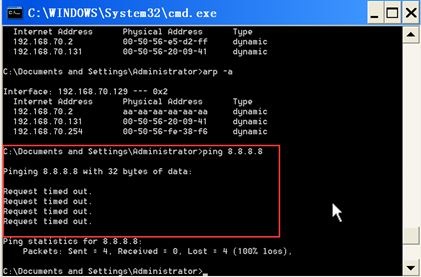 C:\WINDOWS\System32\cmd.exe
Internet Address Physical Address Type
192.168.70.2 00-50-56-e5-d2-ff dynamic
192.168.70.131 00-50-56-20-09-41 dynamic
C:\Documents and Settings\Administrator>arp -a
Interface: 192.168.70.129 --- 0x2
Internet Address Physical Address Type
192.168.70.2 aa-aa-aa-aa-aa-aa dynamic
192.168.70.131 00-50-56-20-09-41 dynamic
192.168.70.254 00-50-56-fe-38-f6 dynamic
C:\Documents and Settings\Administrator>ping 8.8.8.8
Pinging 8.8.8.8 with 32 bytes of data:
Request timed out.
Request timed out.
Request timed out.
Request timed out.
Ping statistics for 8.8.8.8:
Packets: Sent = 4, Received = 0, Lost = 4 (100% loss),
C:\Documents and Settings\Administrator>_